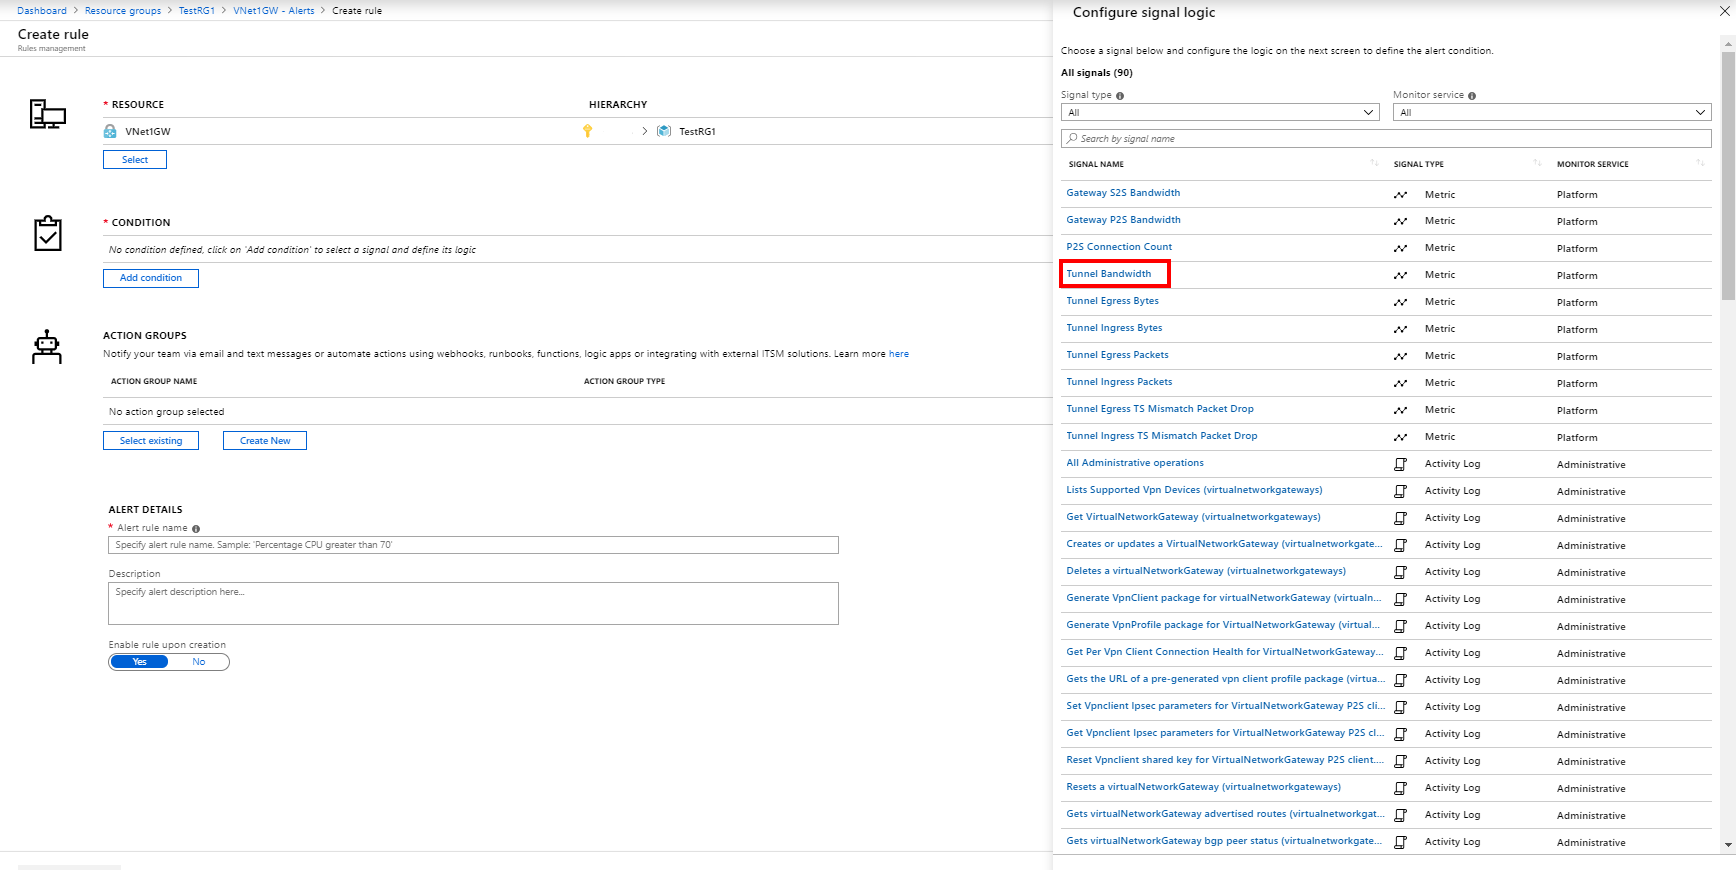 Dashboard > Resource groups > TestRG1 > VNet1GW - Alerts > Create rule
Create rule
Rules management
* RESOURCE
HIERARCHY
VNet1GW
> TestRG1
Select
* CONDITION
No condition defined, click on 'Add condition' to select a signal and define its logic
Add condition
ACTION GROUPS
Notify your team via email and text messages or automate actions using webhooks, runbooks, functions, logic apps or integrating with external ITSM solutions. Learn more here
ACTION GROUP NAME
ACTION GROUP TYPE
No action group selected
Select existing
Create New
ALERT DETAILS
* Alert rule name
Specify alert rule name. Sample: 'Percentage CPU greater than 70'
Description
Specify alert description here...
Enable rule upon creation
Yes
No
Configure signal logic
Choose a signal below and configure the logic on the next screen to define the alert condition.
All signals (90)
Signal type
Monitor service
All
All
Search by signal name
SIGNAL NAME SIGNAL TYPE MONITOR SERVICE
Gateway S2S Bandwidth Metric Platform
Gateway P2S Bandwidth Metric Platform
P2S Connection Count Metric Platform
Tunnel Bandwidth Metric Platform
Tunnel Egress Bytes Metric Platform
Tunnel Ingress Bytes Metric Platform
Tunnel Egress Packets Metric Platform
Tunnel Ingress Packets Metric Platform
Tunnel Egress TS Mismatch Packet Drop Metric Platform
Tunnel Ingress TS Mismatch Packet Drop Metric Platform
All Administrative operations Activity Log Administrative
Lists Supported Vpn Devices (virtualnetworkgateways) Activity Log Administrative
Get VirtualNetworkGateway (virtualnetworkgateways) Activity Log Administrative
Creates or updates a VirtualNetworkGateway (virtualnetworkgate... Activity Log Administrative
Deletes a virtualNetworkGateway (virtualnetworkgateways) Activity Log Administrative
Generate VpnClient package for virtualNetworkGateway (virtualn... Activity Log Administrative
Generate VpnProfile package for VirtualNetworkGateway (virtual... Activity Log Administrative
Get Per Vpn Client Connection Health for VirtualNetworkGateway... Activity Log Administrative
Gets the URL of a pre-generated vpn client profile package (virtua... Activity Log Administrative
Set Vpnclient Ipsec parameters for VirtualNetworkGateway P2S cli... Activity Log Administrative
Get Vpnclient Ipsec parameters for VirtualNetworkGateway P2S cl... Activity Log Administrative
Reset Vpnclient shared key for VirtualNetworkGateway P2S client.... Activity Log Administrative
Resets a virtualNetworkGateway (virtualnetworkgateways) Activity Log Administrative
Gets virtualNetworkGateway advertised routes (virtualnetworkgat... Activity Log Administrative
Gets virtualNetworkGateway bgp peer status (virtualnetworkgate... Activity Log Administrative